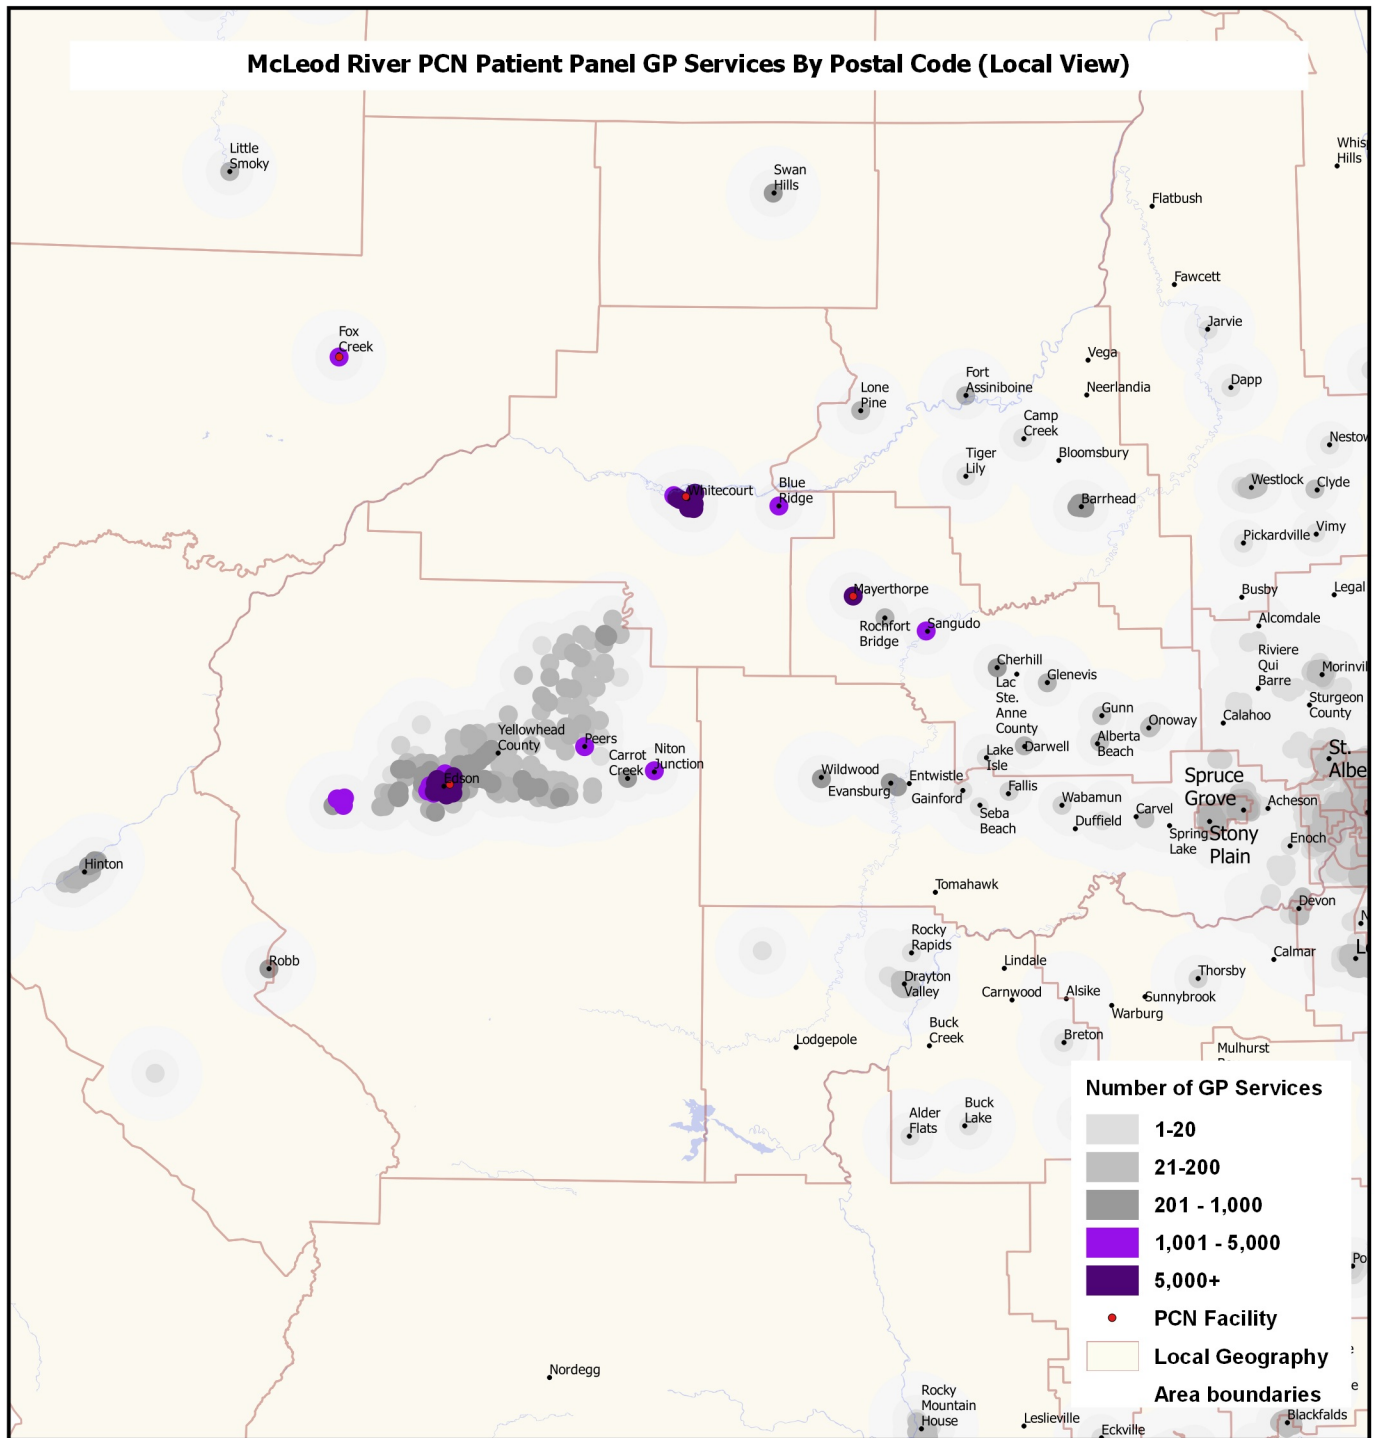 McLeod River PCN Patient Panel GP Services By Postal Code (Local View)
Little
Smoky
Swan
Hills
Hills
Flatbush
Fawcett
Jarvie
Fox
Creek
Vega
Neerlandia
Dapp
Lone
Pine
Fort
Assiniboine
Camp
Creek
Bloomsbury
Tiger
Lily
Westlock
Clyde
Whitecourt
Blue
Ridge
Barrhead
Pickardville
Vimy
Mayerthorpe
Rochfort
Bridge
Sangudo
Busby
Legal
Alcomdale
Riviere
Qui
Barre
Cherhill
Lac
Ste.
Anne
County
Glenevis
Sturgeon
County
Gunn
Onoway
Calahoo
Alberta
Beach
Yellowhead
County
Peers
Niton
Junction
Carrot
Creek
Edson
Lake
Isle
Darwell
St.
Wildwood
Entwistle
Evansburg
Gainford
Fallis
Seba
Beach
Wabamun
Duffield
Carvel
Spring
Lake
Spruce
Grove
Stony
Plain
Acheson
Enoch
Hinton
Tomahawk
Devon
Robb
Rocky
Rapids
Drayton
Valley
Lindale
Carnwood
Alsike
Thorsby
Calmar
Sunnybrook
Warburg
Lodgepole
Buck
Creek
Breton
Mulhurst
Alder
Flats
Buck
Lake
Number of GP Services
1-20
21-200
201 - 1,000
1,001 - 5,000
5,000+
PCN Facility
Local Geography
Area boundaries
Nordegg
Rocky
Mountain
House
Leslieville
Eckville
Blackfalds